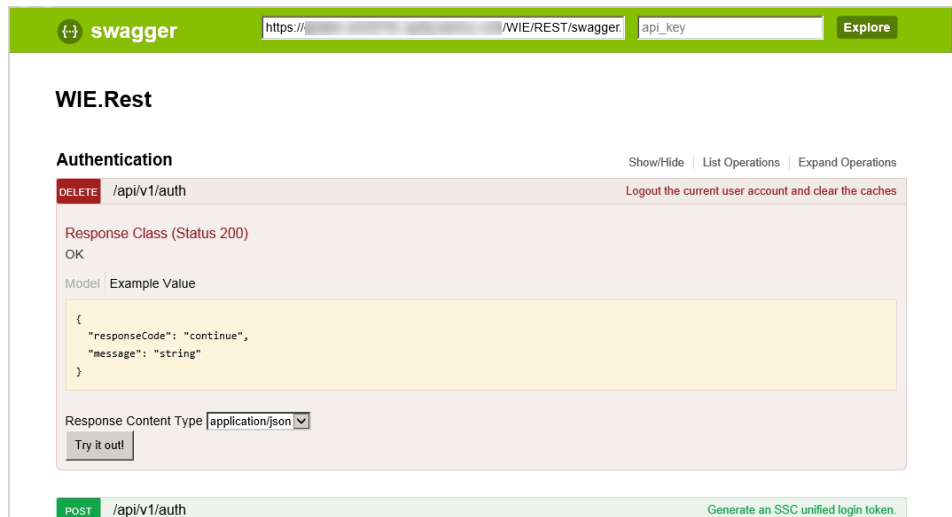 {··} swagger
https:// /WIE/REST/swagger. api_key Explore
WIE.Rest
Authentication Show/Hide List Operations Expand Operations
DELETE /api/v1/auth Logout the current user account and clear the caches
Response Class (Status 200)
OK
Model Example Value
{
"responseCode": "continue",
"message": "string"
}
Response Content Type application/json
Try it out!
POST /api/v1/auth Generate an SSC unified login token.